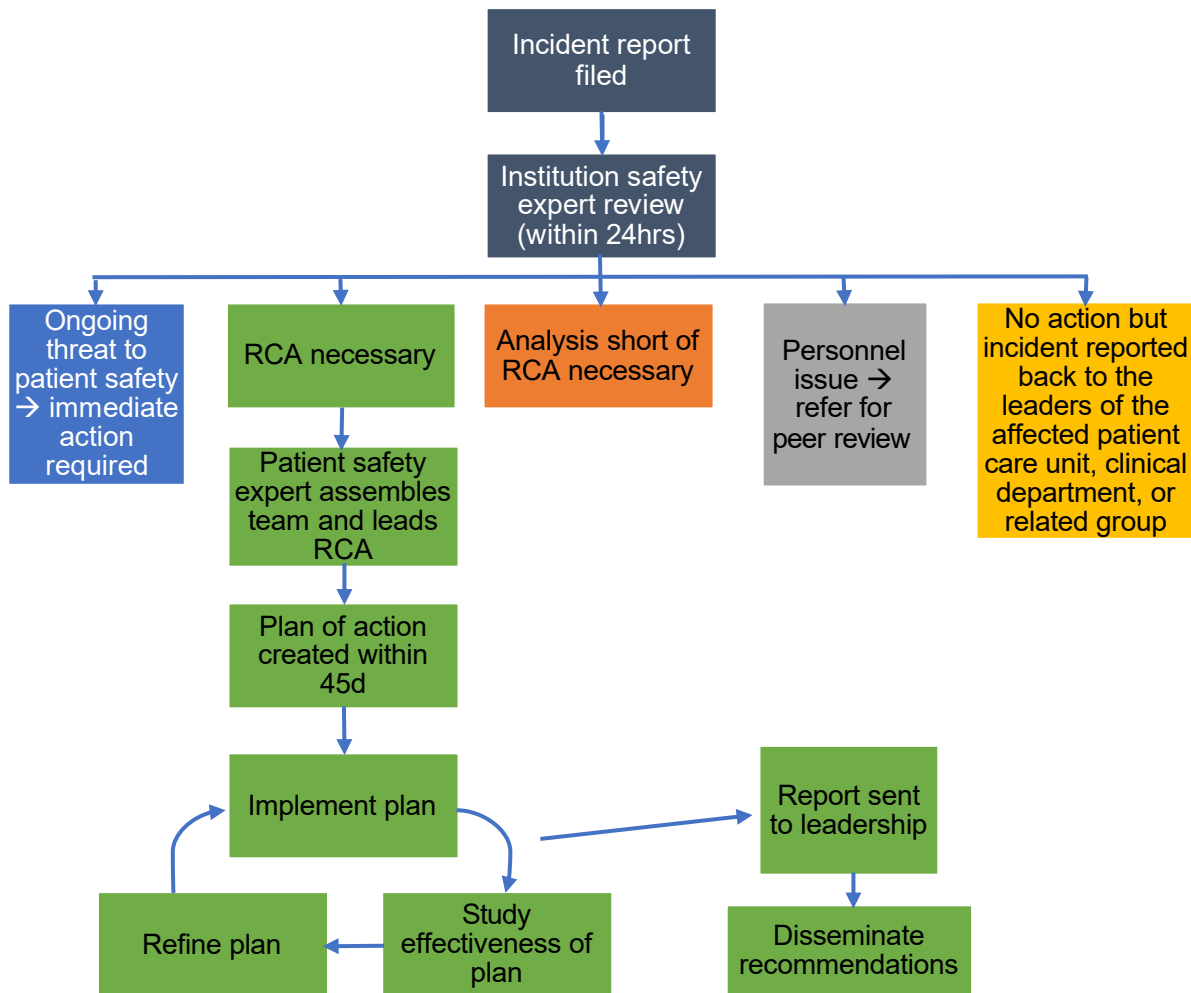 Incident report
filed
Institution safety
expert review
(within 24hrs)
Ongoing
threat to
patient safety
→ immediate
action
required
RCA necessary
Analysis short of
RCA necessary
Personnel
issue →
refer for
peer review
No action but
incident reported
back to the
leaders of the
affected patient
care unit, clinical
department, or
related group
Patient safety
expert assembles
team and leads
RCA
Plan of action
created within
45d
Implement plan
Report sent
to leadership
Refine plan
Study
effectiveness of
plan
Disseminate
recommendations